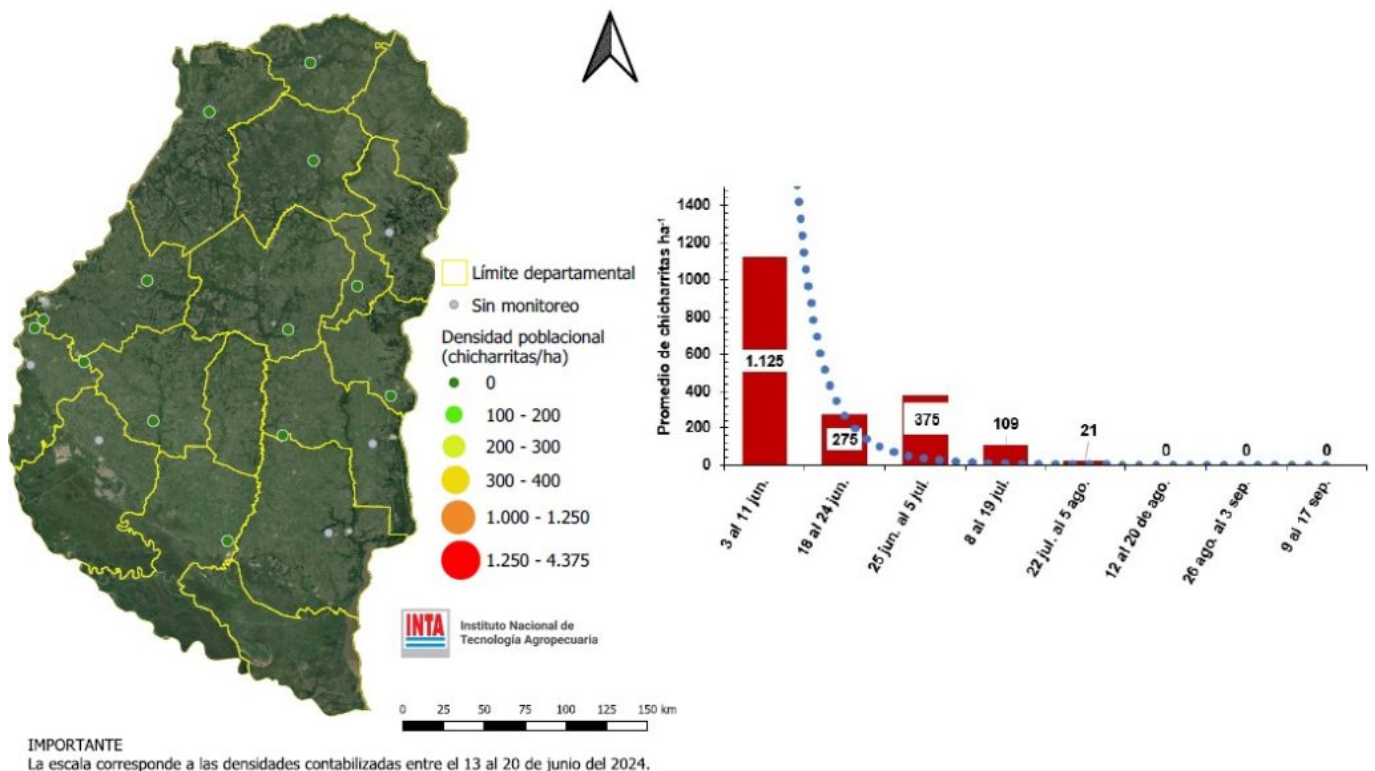 Límite departamental
Sin monitoreo
Densidad poblacional
(chicharritas/ha)
0
100 - 200
200 - 300
300 - 400
1.000 - 1.250
1.250 - 4.375
INTA
Instituto Nacional de
Tecnología Agropecuaria
0 25 50 75 100 125 150 km
IMPORTANTE
La escala corresponde a las densidades contabilizadas entre el 13 al 20 de junio del 2024.
Promedio de chicharritas ha⁻¹
1400
1200
1000
800
600
400
200
0
1.125
275
375
109
21
0
0
0
3 al 11 jun.
18 al 24 jun.
25 jun. al 5 jul.
8 al 19 jul.
22 jul. al 5 ago.
12 al 20 de ago.
26 ago. al 3 sep.
9 al 17 sep.